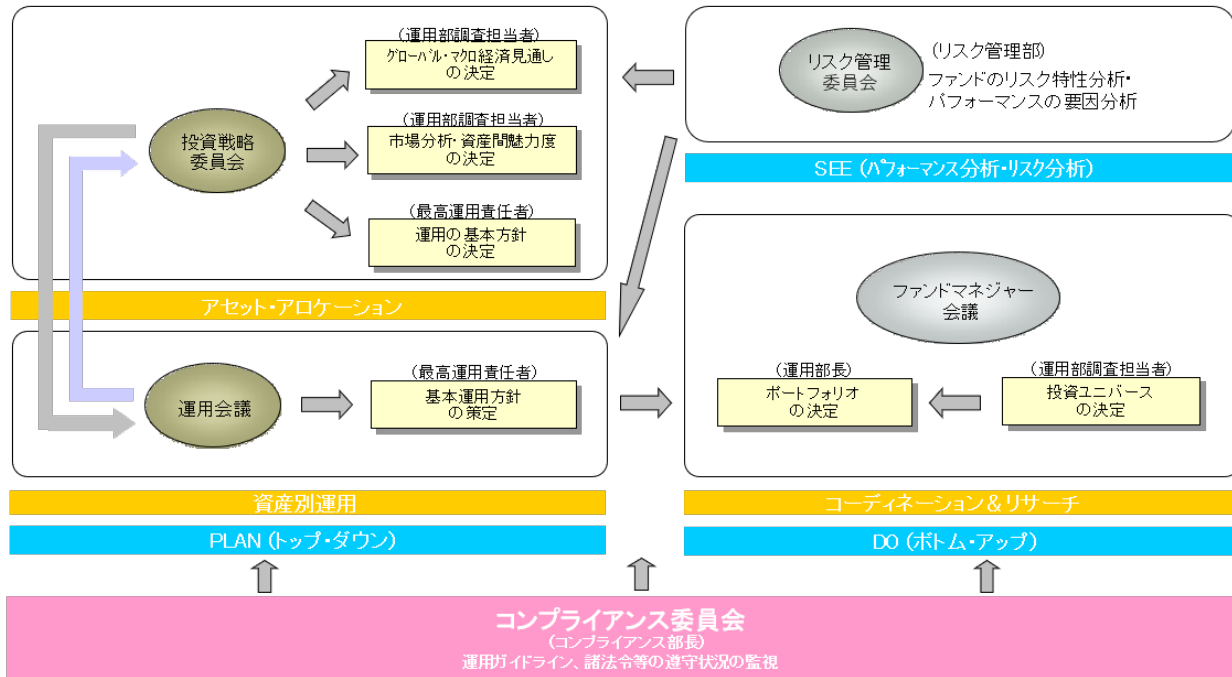 (運用部調査担当者)
グローバル・マクロ経済見通し
の決定
投資戦略
委員会
(運用部調査担当者)
市場分析・資産間魅力度
の決定
(最高運用責任者)
運用の基本方針
の決定
アセット・アロケーション
運用会議
(最高運用責任者)
基本運用方針
の策定
資産別運用
PLAN (トップ・ダウン)
リスク管理
委員会
(リスク管理部)
ファンドのリスク特性分析・
パフォーマンスの要因分析
SEE (パフォーマンス分析・リスク分析)
ファンドマネジャー
会議
(運用部長)
ポートフォリオ
の決定
(運用部調査担当者)
投資ユニバース
の決定
コーディネーション＆リサーチ
DO (ボトム・アップ)
コンプライアンス委員会
(コンプライアンス部長)
運用ガイドライン、諸法令等の遵守状況の監視